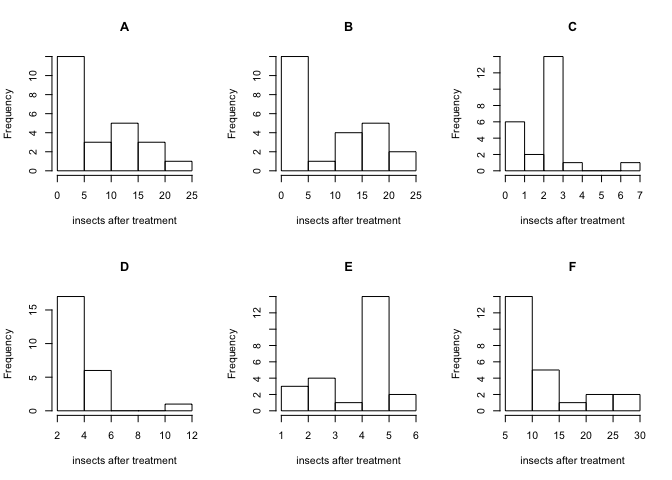 A
Frequency
0 2 4 6 8 10
0 5 10 15 20 25
insects after treatment
B
Frequency
0 2 4 6 8 10
0 5 10 15 20 25
insects after treatment
C
Frequency
0 2 4 6 8 12
0 1 2 3 4 5 6 7
insects after treatment
D
Frequency
0 5 10 15
2 4 6 8 10 12
insects after treatment
E
Frequency
0 2 4 6 8 12
1 2 3 4 5 6
insects after treatment
F
Frequency
0 2 4 6 8 12
5 10 15 20 25 30
insects after treatment